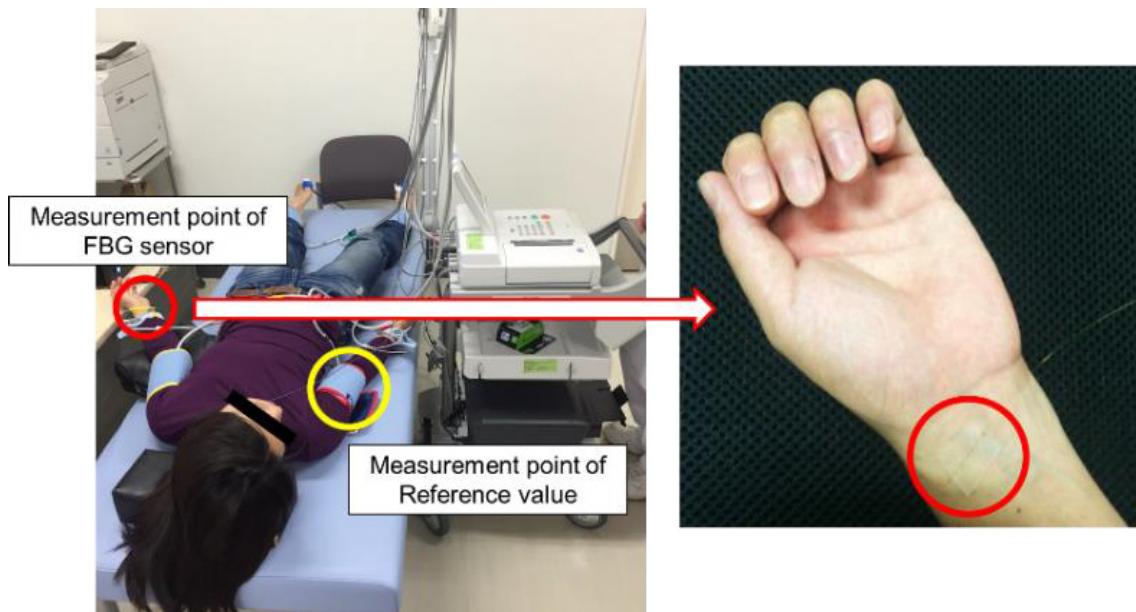 Measurement point of
FBG sensor
Measurement point of
Reference value